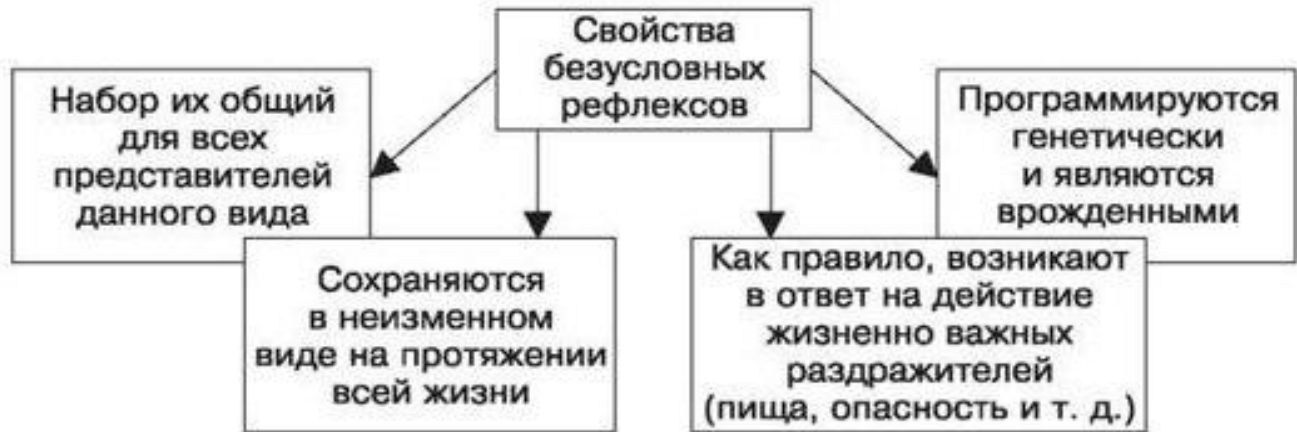 Свойства
безусловных
рефлексов
Набор их общий
для всех
представителей
данного вида
Программируются
генетически
и являются
врожденными
Сохраняются
в неизменном
виде на протяжении
всей жизни
Как правило, возникают
в ответ на действие
жизненно важных
раздражителей
(пища, опасность и т. д.)